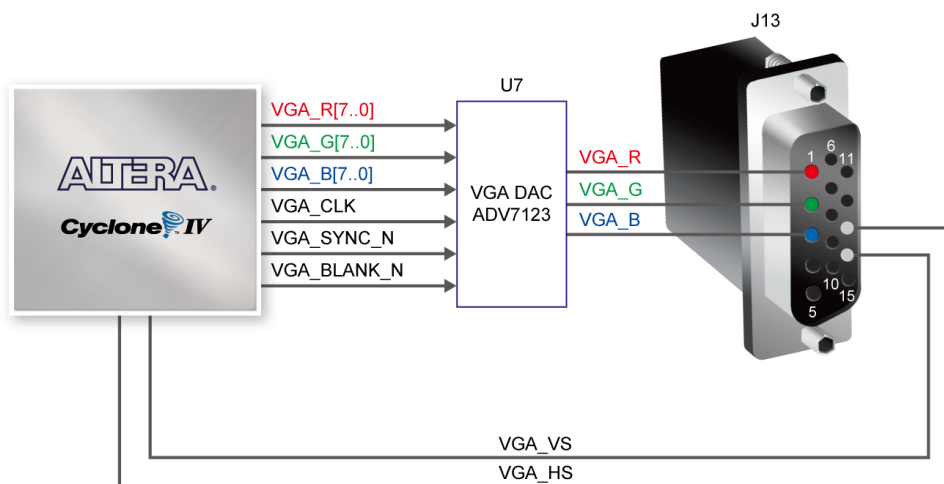 J13
U7
VGA_R[7..0]
VGA_G[7..0]
VGA_B[7..0]
VGA_CLK
VGA_SYNC_N
VGA_BLANK_N
ALTERA.
Cyclone IV
VGA DAC
ADV7123
VGA_R
VGA_G
VGA_B
1
6
11
5
10
15
VGA_VS
VGA_HS